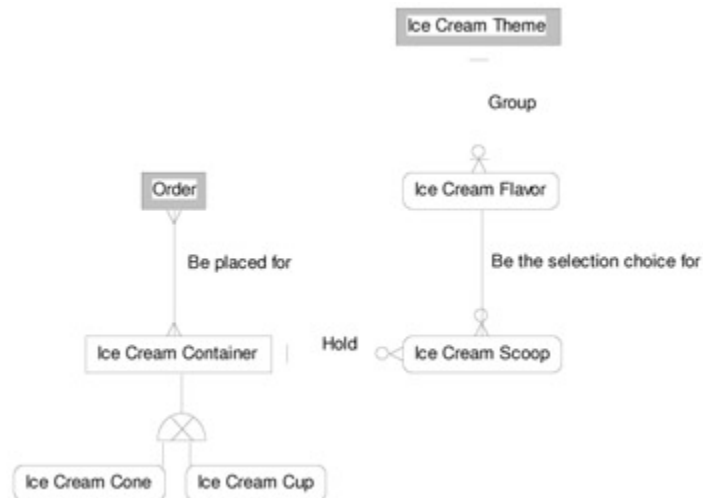 Ice Cream Theme
Group
Order
Ice Cream Flavor
Be placed for
Be the selection choice for
Ice Cream Container
Hold
Ice Cream Scoop
Ice Cream Cone
Ice Cream Cup